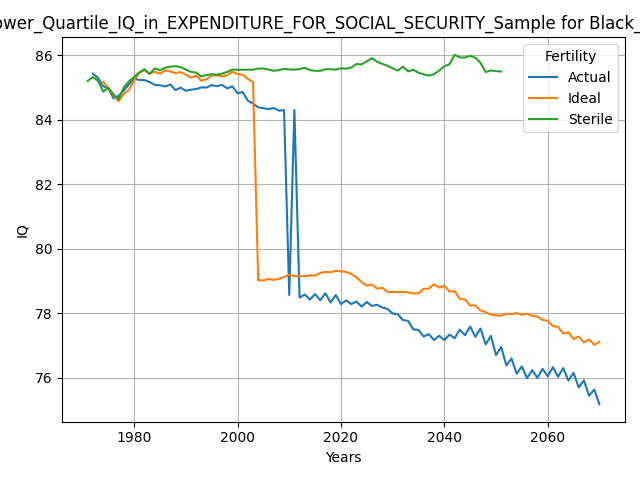 ower_Quartile_IQ_in_EXPENDITURE_FOR_SOCIAL_SECURITY_Sample for Black_
Fertility
Actual
Ideal
Sterile
IQ
86
84
82
80
78
76
1980
2000
2020
2040
2060
Years